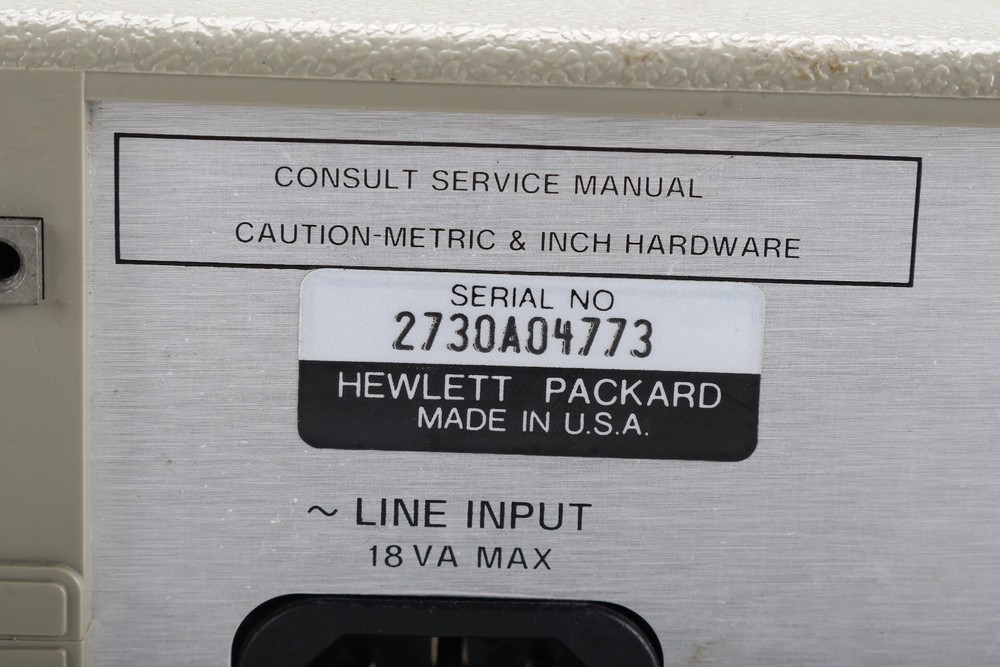 CONSULT SERVICE MANUAL
CAUTION-METRIC & INCH HARDWARE
SERIAL NO
2730A04773
HEWLETT PACKARD
MADE IN U.S.A.
~ LINE INPUT
18 VA MAX